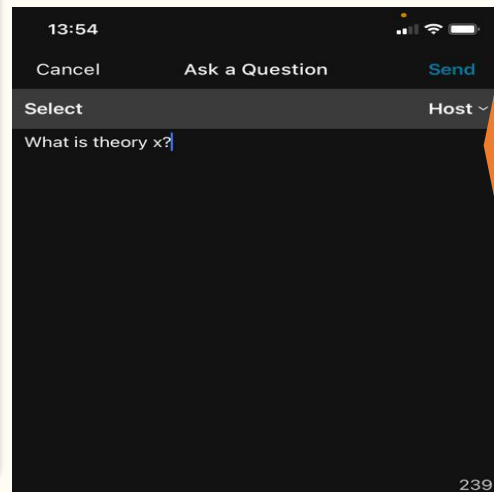 13:54
Cancel Ask a Question Send
Select Host
What is theory x?
239